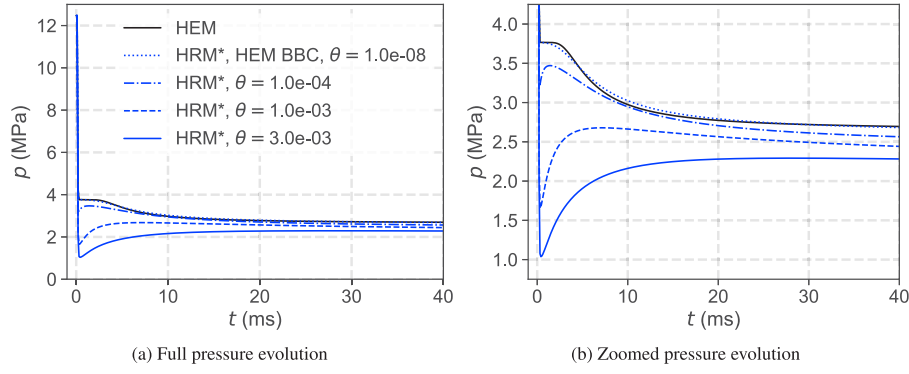 12
10
8
6
4
2
0
p (MPa)
0
10
20
30
40
t (ms)
HEM
HRM*, HEM BBC, θ = 1.0e-08
HRM*, θ = 1.0e-04
HRM*, θ = 1.0e-03
HRM*, θ = 3.0e-03
(a) Full pressure evolution
4.0
3.5
3.0
2.5
2.0
1.5
1.0
p (MPa)
0
10
20
30
40
t (ms)
(b) Zoomed pressure evolution